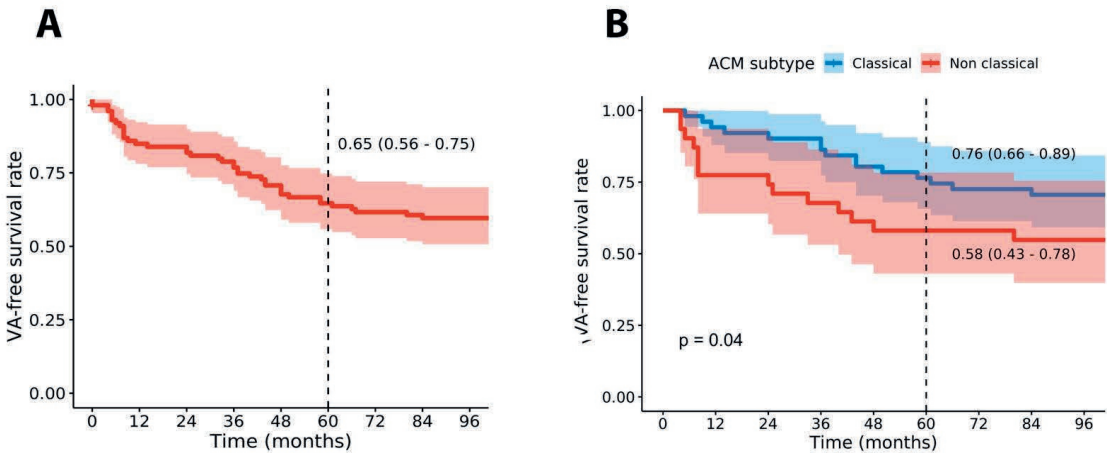 A
VA-free survival rate
1.00
0.75
0.50
0.25
0.00
0.65 (0.56 - 0.75)
0 12 24 36 48 60 72 84 96
Time (months)
B
ACM subtype Classical Non classical
VA-free survival rate
1.00
0.75
0.50
0.25
0.00
0.76 (0.66 - 0.89)
0.58 (0.43 - 0.78)
p = 0.04
0 12 24 36 48 60 72 84 96
Time (months)